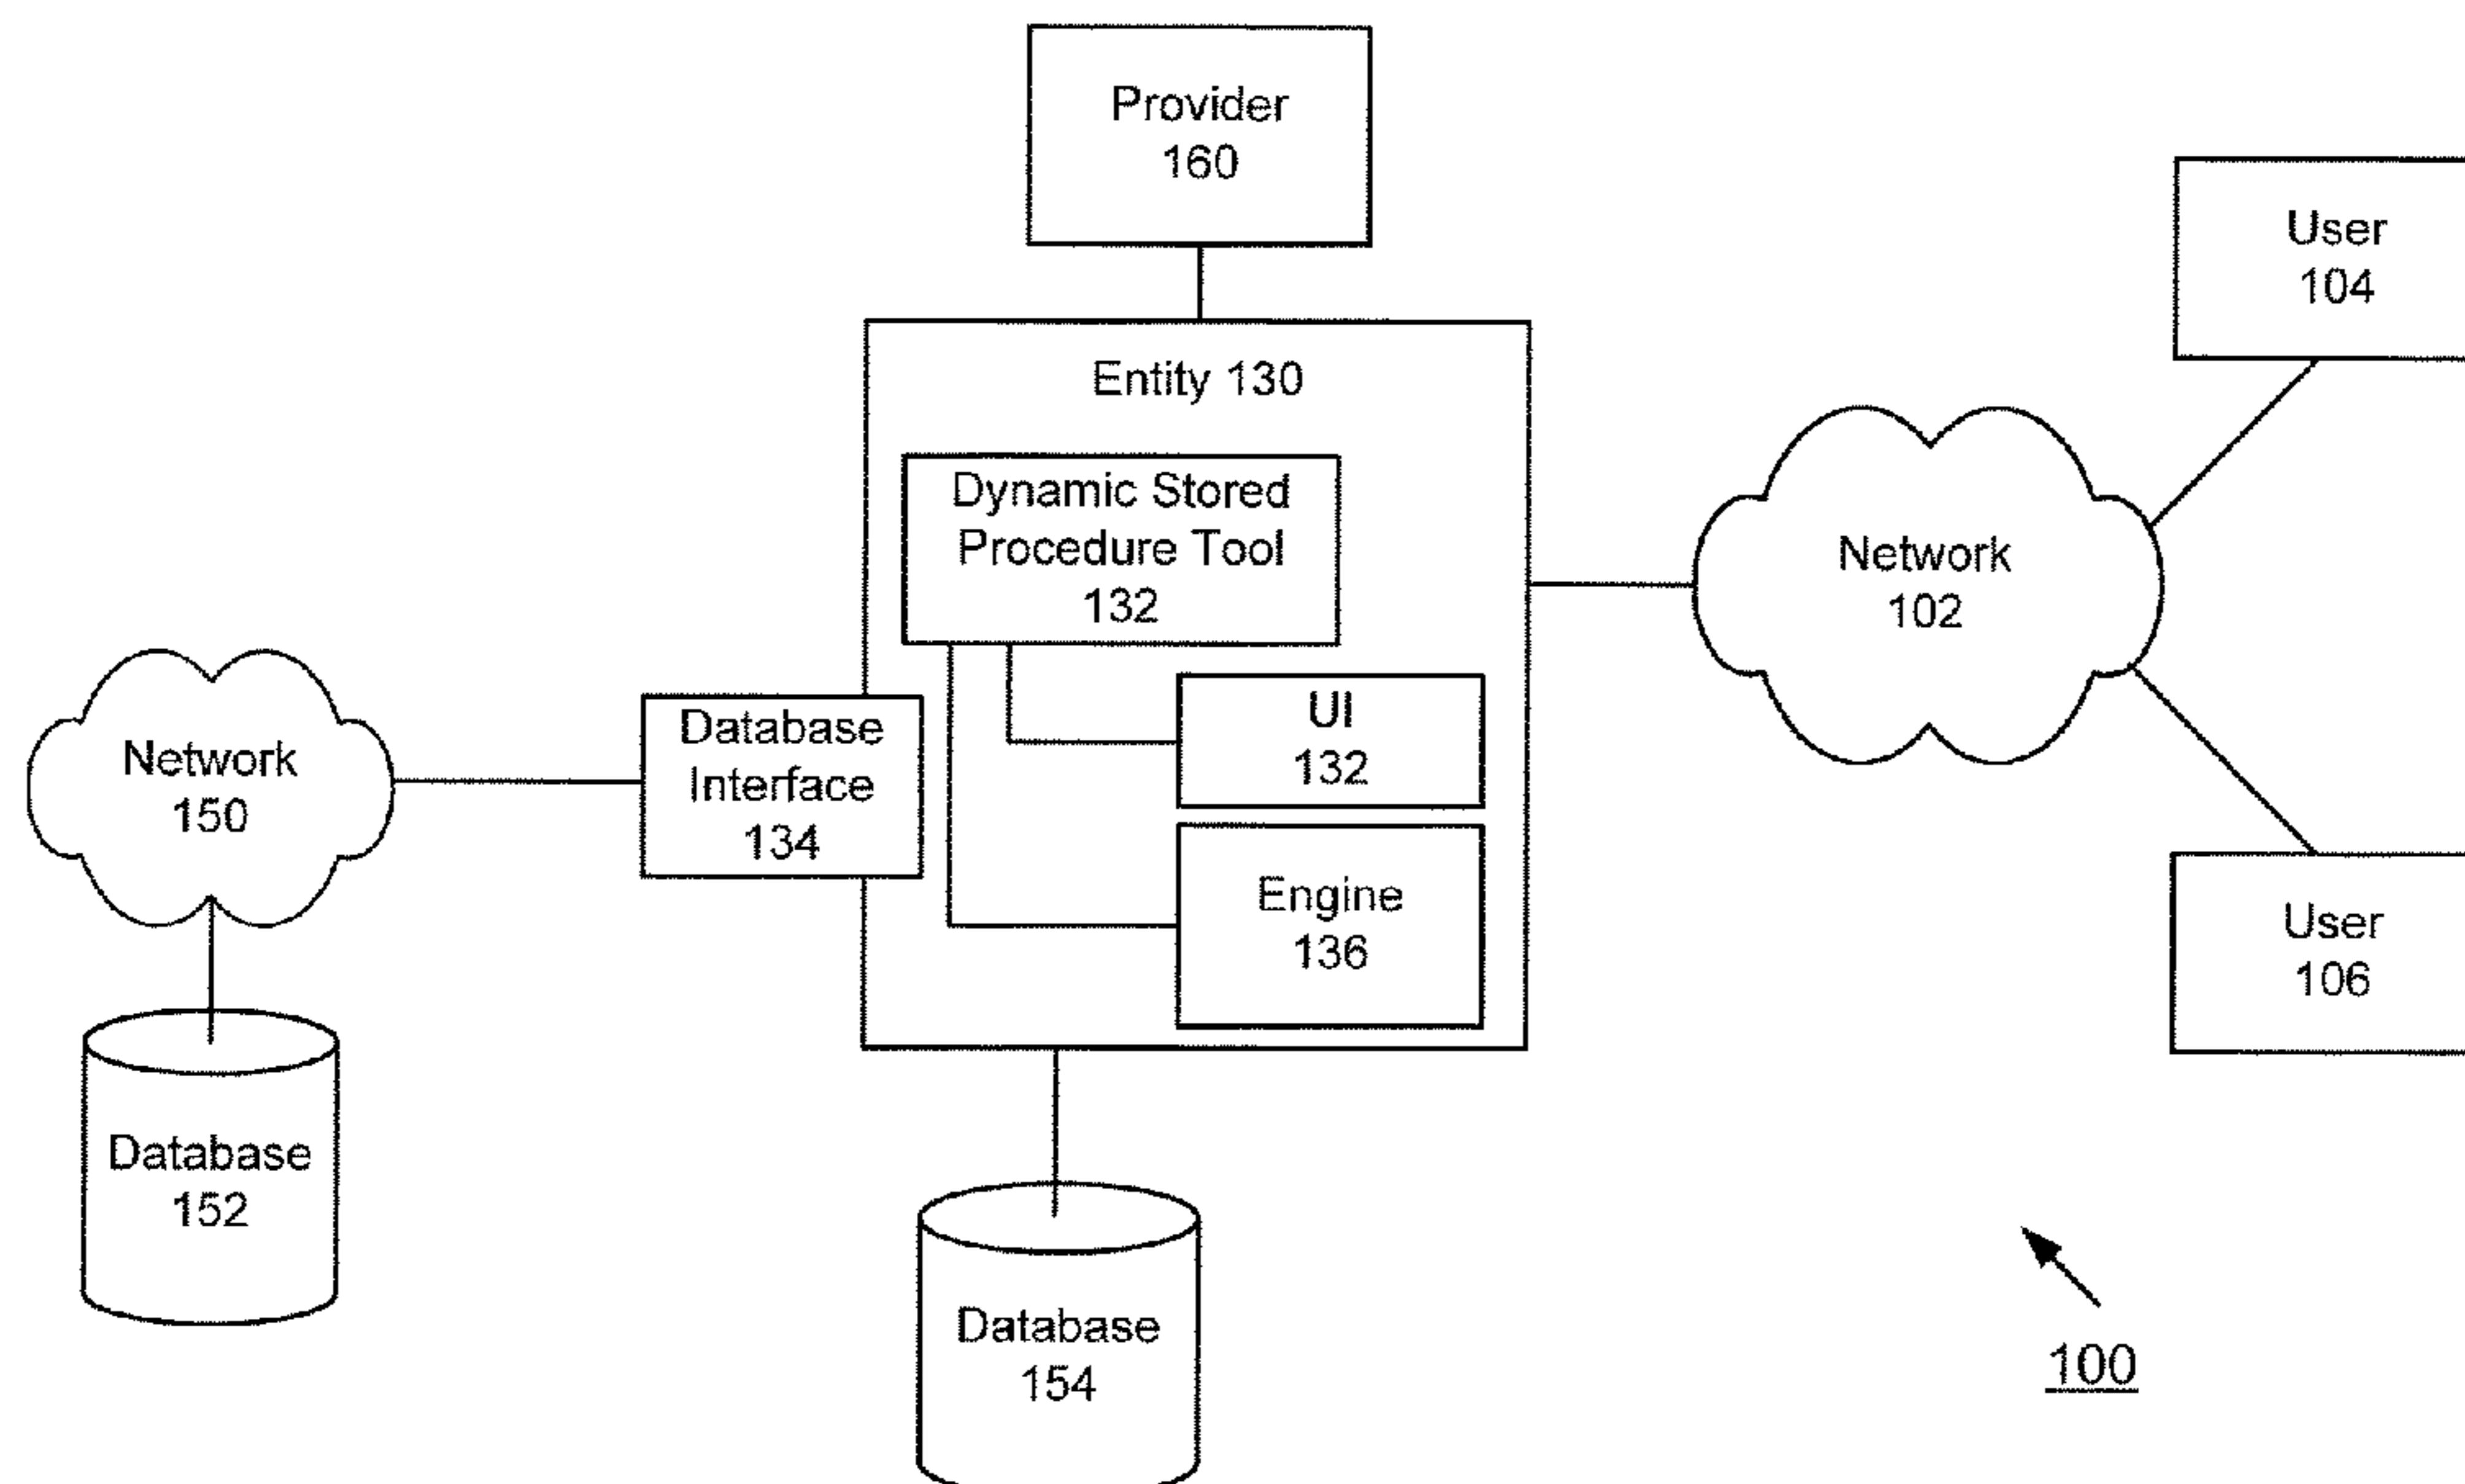 Provider
160
User
104
Entity 130
Dynamic Stored
Procedure Tool
132
Network
102
UI
132
Database
Interface
134
Network
150
Engine
136
User
106
Database
152
Database
154
100